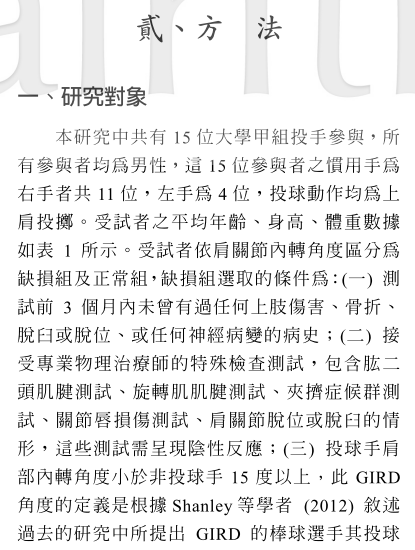 貳、方　法
一、研究對象
本研究中共有 15 位大學甲組投手參與，所
有參與者均為男性，這 15 位參與者之慣用手為
右手者共 11 位，左手為 4 位，投球動作均為上
肩投擲。受試者之平均年齡、身高、體重數據
如表 1 所示。受試者依肩關節內轉角度區分為
缺損組及正常組，缺損組選取的條件為：(一) 測
試前 3 個月內未曾有過任何上肢傷害、骨折、
脫臼或脫位、或任何神經病變的病史；(二) 接
受專業物理治療師的特殊檢查測試，包含肱二
頭肌腱測試、旋轉肌肌腱測試、夾擠症候群測
試、關節唇損傷測試、肩關節脫位或脫臼的情
形，這些測試需呈現陰性反應；(三) 投球手肩
部內轉角度小於非投球手 15 度以上，此 GIRD
角度的定義是根據 Shanley 等學者 (2012) 敘述
過去的研究中所提出 GIRD 的棒球選手其投球